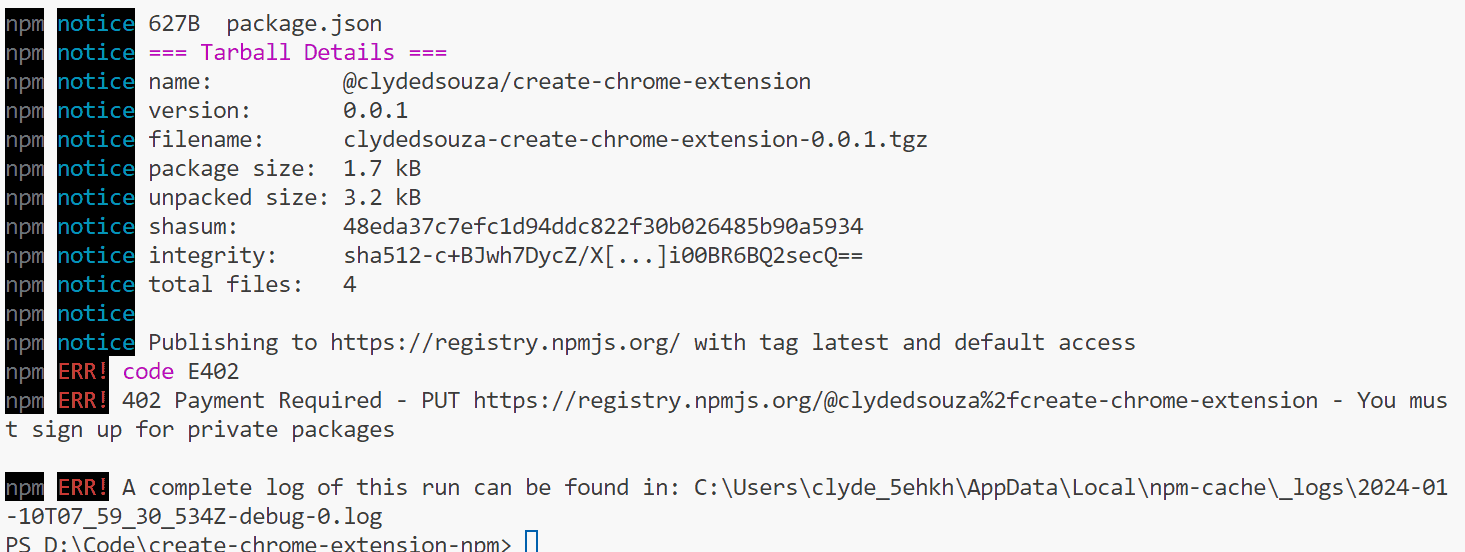 npm notice 627B  package.json
npm notice === Tarball Details ===
npm notice name:          @clydedsouza/create-chrome-extension
npm notice version:       0.0.1
npm notice filename:      clydedsouza-create-chrome-extension-0.0.1.tgz
npm notice package size:  1.7 kB
npm notice unpacked size: 3.2 kB
npm notice shasum:        48eda37c7efc1d94ddc822f30b026485b90a5934
npm notice integrity:     sha512-c+BJwh7DycZ/X[...]i00BR6BQ2secQ==
npm notice total files:   4
npm notice
npm notice Publishing to https://registry.npmjs.org/ with tag latest and default access
npm ERR! code E402
npm ERR! 402 Payment Required - PUT https://registry.npmjs.org/@clydedsouza%2fcreate-chrome-extension - You mus
t sign up for private packages
npm ERR! A complete log of this run can be found in: C:\Users\clyde_5ehkh\AppData\Local\npm-cache\_logs\2024-01
-10T07_59_30_534Z-debug-0.log
PS D:\Code\create-chrome-extension-npm>